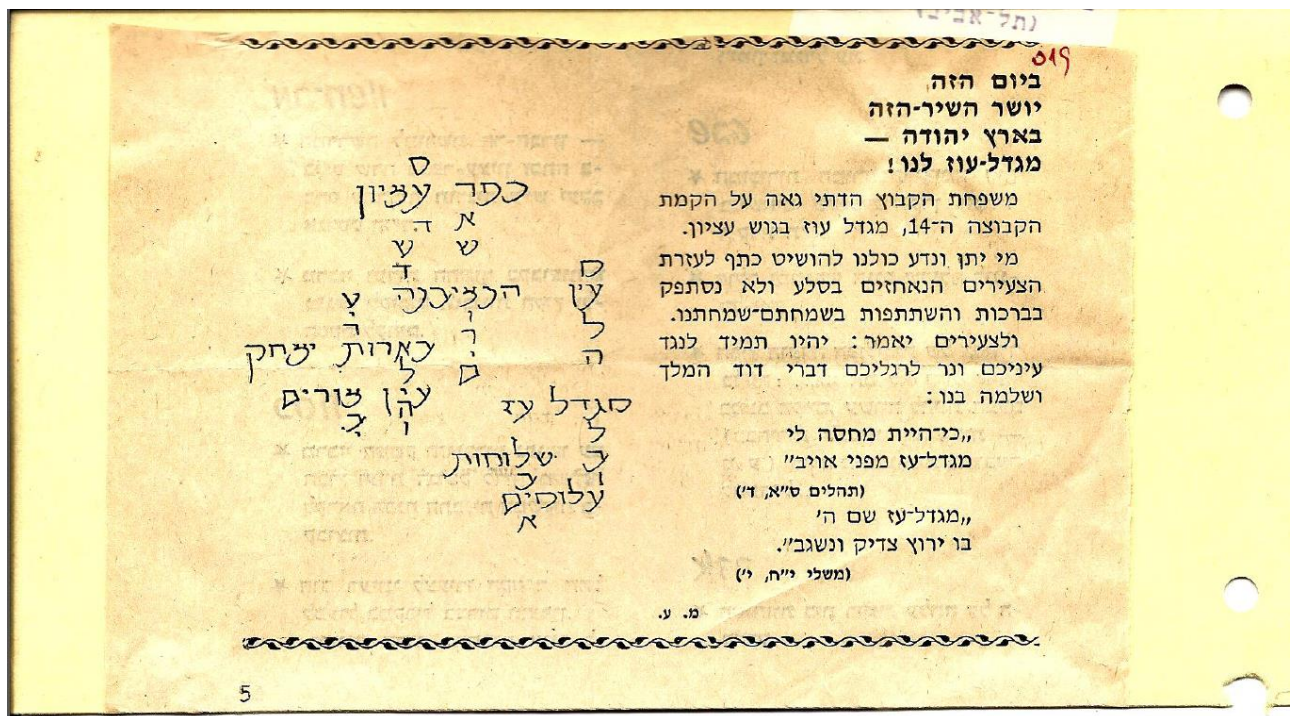 (תל-אביב)
ביום הזה
יושר השיר-הזה
בארץ יהודה —
מגדל-עוז לנו!
משפחת הקבוץ הדתי גאה על הקמת
הקבוצה ה־14, מגדל עוז בגוש עציון.
מי יתן ונדע כולנו להושיט כתף לעזרת
הצעירים הנאחזים בסלע ולא נסתפק
בברכות והשתתפות בשמחתם־שמחתנו.
ולצעירים יאמר: יהיו תמיד לנגד
עיניכם ונר לרגליכם דברי דוד המלך
ושלמה בנו:
„כי־היית מחסה לי
מגדל־עז מפני אויב״
(תהלים ס״א, ד׳)
„מגדל־עז שם ה׳
בו ירוץ צדיק ונשגב״.
(משלי י״ח, י׳)
מ. ע.
כפר עציון
בארות יצחק
עין צורים
מגדל עז
שלוחות
עלומים
5